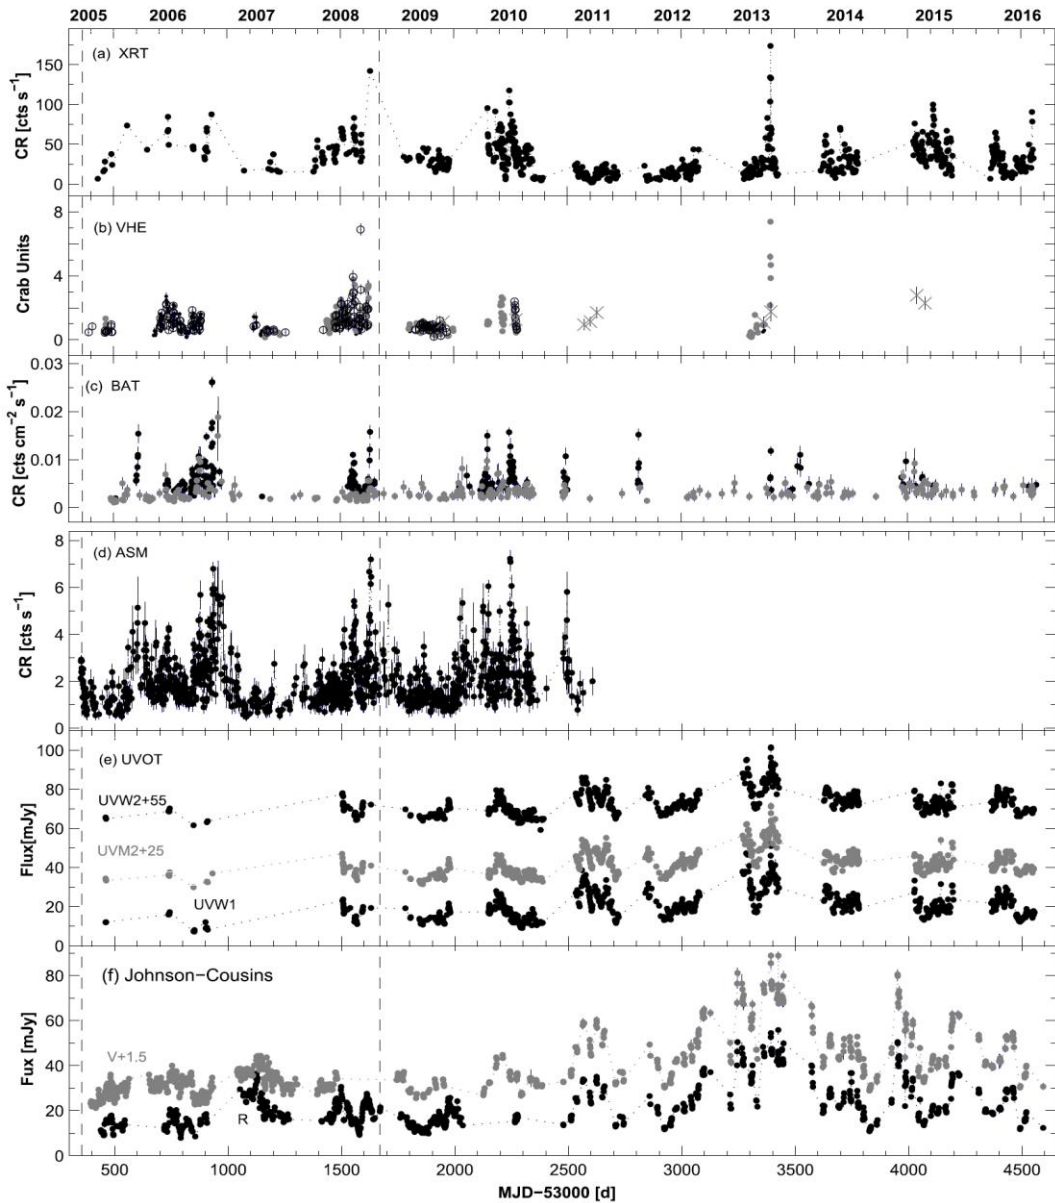 2005 2006 2007 2008 2009 2010 2011 2012 2013 2014 2015 2016
(a) XRT
CR [cts s⁻¹]
150
100
50
0
(b) VHE
Crab Units
8
4
2
0
(c) BAT
CR [cts cm⁻² s⁻¹]
0.03
0.02
0.01
0
(d) ASM
CR [cts s⁻¹]
8
6
4
2
0
(e) UVOT
Flux[mJy]
100
80
60
40
20
0
UVW2+55
UVM2+25
UVW1
(f) Johnson−Cousins
Fux [mJy]
80
60
40
20
0
V+1.5
R
500 1000 1500 2000 2500 3000 3500 4000 4500
MJD−53000 [d]